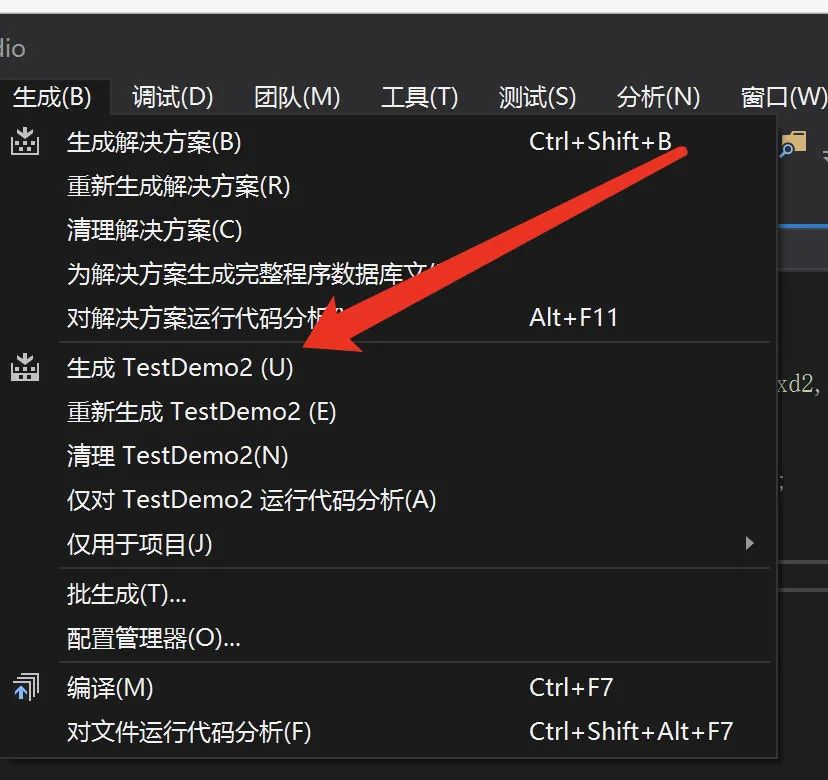 dio
生成(B) 调试(D) 团队(M) 工具(T) 测试(S) 分析(N) 窗口(W)
生成解决方案(B) Ctrl+Shift+B
重新生成解决方案(R)
清理解决方案(C)
为解决方案生成完整程序数据库文
对解决方案运行代码分析 Alt+F11
生成 TestDemo2 (U)
xd2,
重新生成 TestDemo2 (E)
清理 TestDemo2(N)
;
仅对 TestDemo2 运行代码分析(A)
仅用于项目(J)
批生成(T)...
配置管理器(O)...
编译(M) Ctrl+F7
对文件运行代码分析(F) Ctrl+Shift+Alt+F7